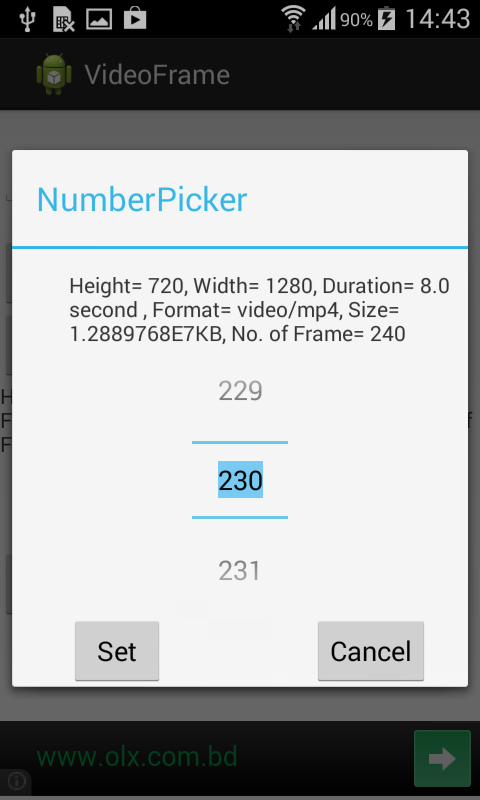 90% 14:43
VideoFrame
NumberPicker
Height= 720, Width= 1280, Duration= 8.0
second , Format= video/mp4, Size=
1.2889768E7KB, No. of Frame= 240
229
230
231
Set Cancel
www.olx.com.bd